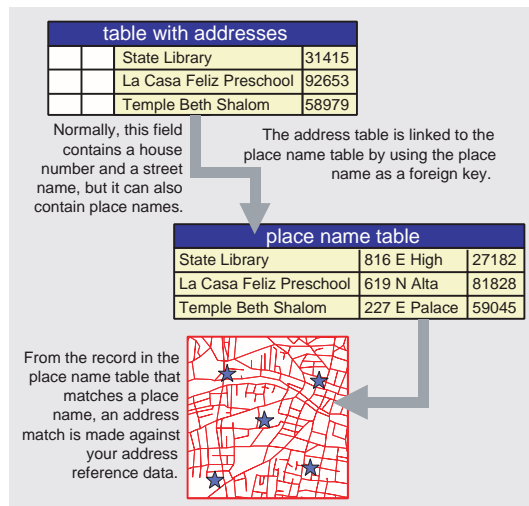 table with addresses
State Library 31415
La Casa Feliz Preschool 92653
Temple Beth Shalom 58979
Normally, this field
contains a house
number and a street
name, but it can also
contain place names.
The address table is linked to the
place name table by using the place
name as a foreign key.
place name table
State Library 816 E High 27182
La Casa Feliz Preschool 619 N Alta 81828
Temple Beth Shalom 227 E Palace 59045
From the record in the
place name table that
matches a place
name, an address
match is made against
your address
reference data.